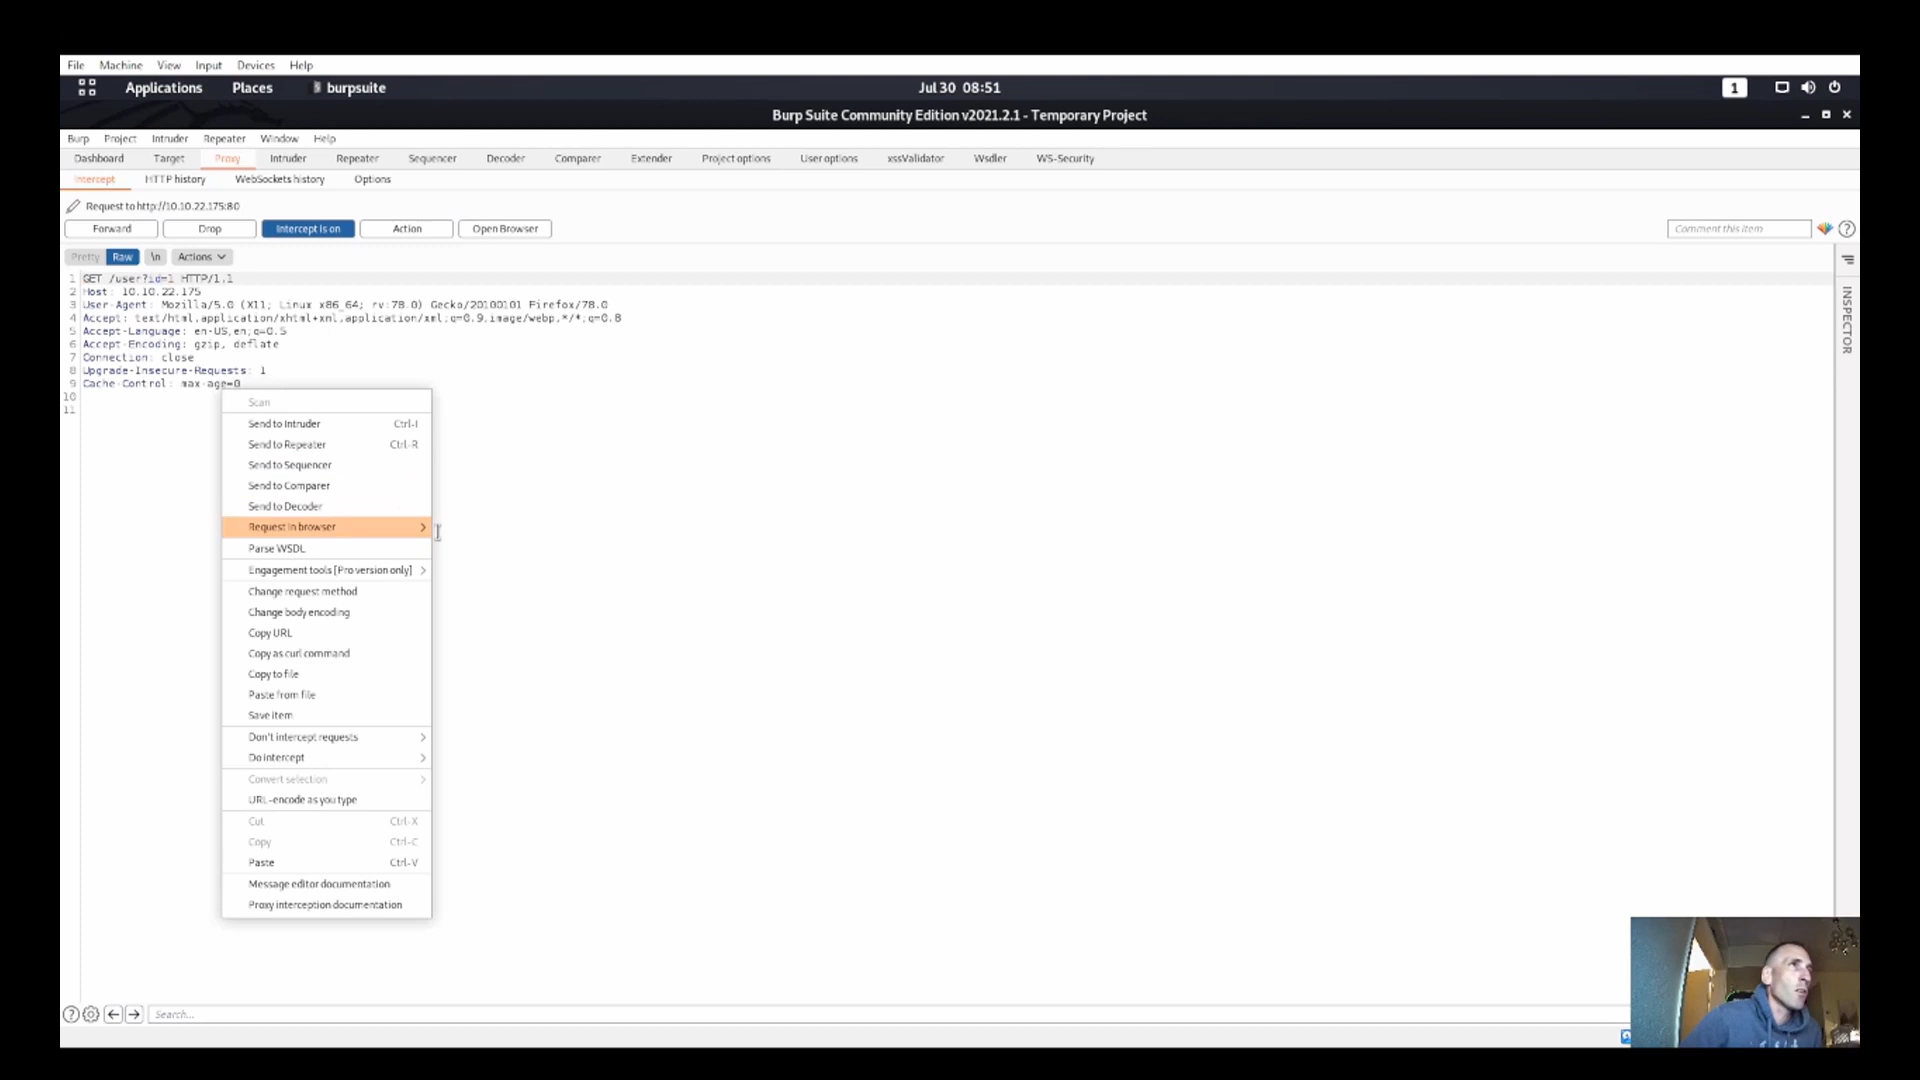 File Machine View Input Devices Help
Applications Places burpsuite Jul 30 08:51 1
Burp Suite Community Edition v2021.2.1 - Temporary Project
Burp Project Intruder Repeater Window Help
Dashboard Target Proxy Intruder Repeater Sequencer Decoder Comparer Extender Project options User options xssValidator Wsdler WS-Security
Intercept HTTP history WebSockets history Options
Request to http://10.10.22.175:80
Forward Drop Intercept is on Action Open Browser Comment this item ?
Pretty Raw \n Actions
INSPECTOR
1 GET /user?id=1 HTTP/1.1
2 Host: 10.10.22.175
3 User-Agent: Mozilla/5.0 (X11; Linux x86_64; rv:78.0) Gecko/20100101 Firefox/78.0
4 Accept: text/html,application/xhtml+xml,application/xml;q=0.9,image/webp,*/*;q=0.8
5 Accept-Language: en-US,en;q=0.5
6 Accept-Encoding: gzip, deflate
7 Connection: close
8 Upgrade-Insecure-Requests: 1
9 Cache-Control: max-age=0
10
11
Scan
Send to Intruder Ctrl-I
Send to Repeater Ctrl-R
Send to Sequencer
Send to Comparer
Send to Decoder
Request in browser >
Parse WSDL
Engagement tools [Pro version only] >
Change request method
Change body encoding
Copy URL
Copy as curl command
Copy to file
Paste from file
Save item
Don't intercept requests >
Do intercept >
Convert selection >
URL-encode as you type
Cut Ctrl-X
Copy Ctrl-C
Paste Ctrl-V
Message editor documentation
Proxy interception documentation
? Search...